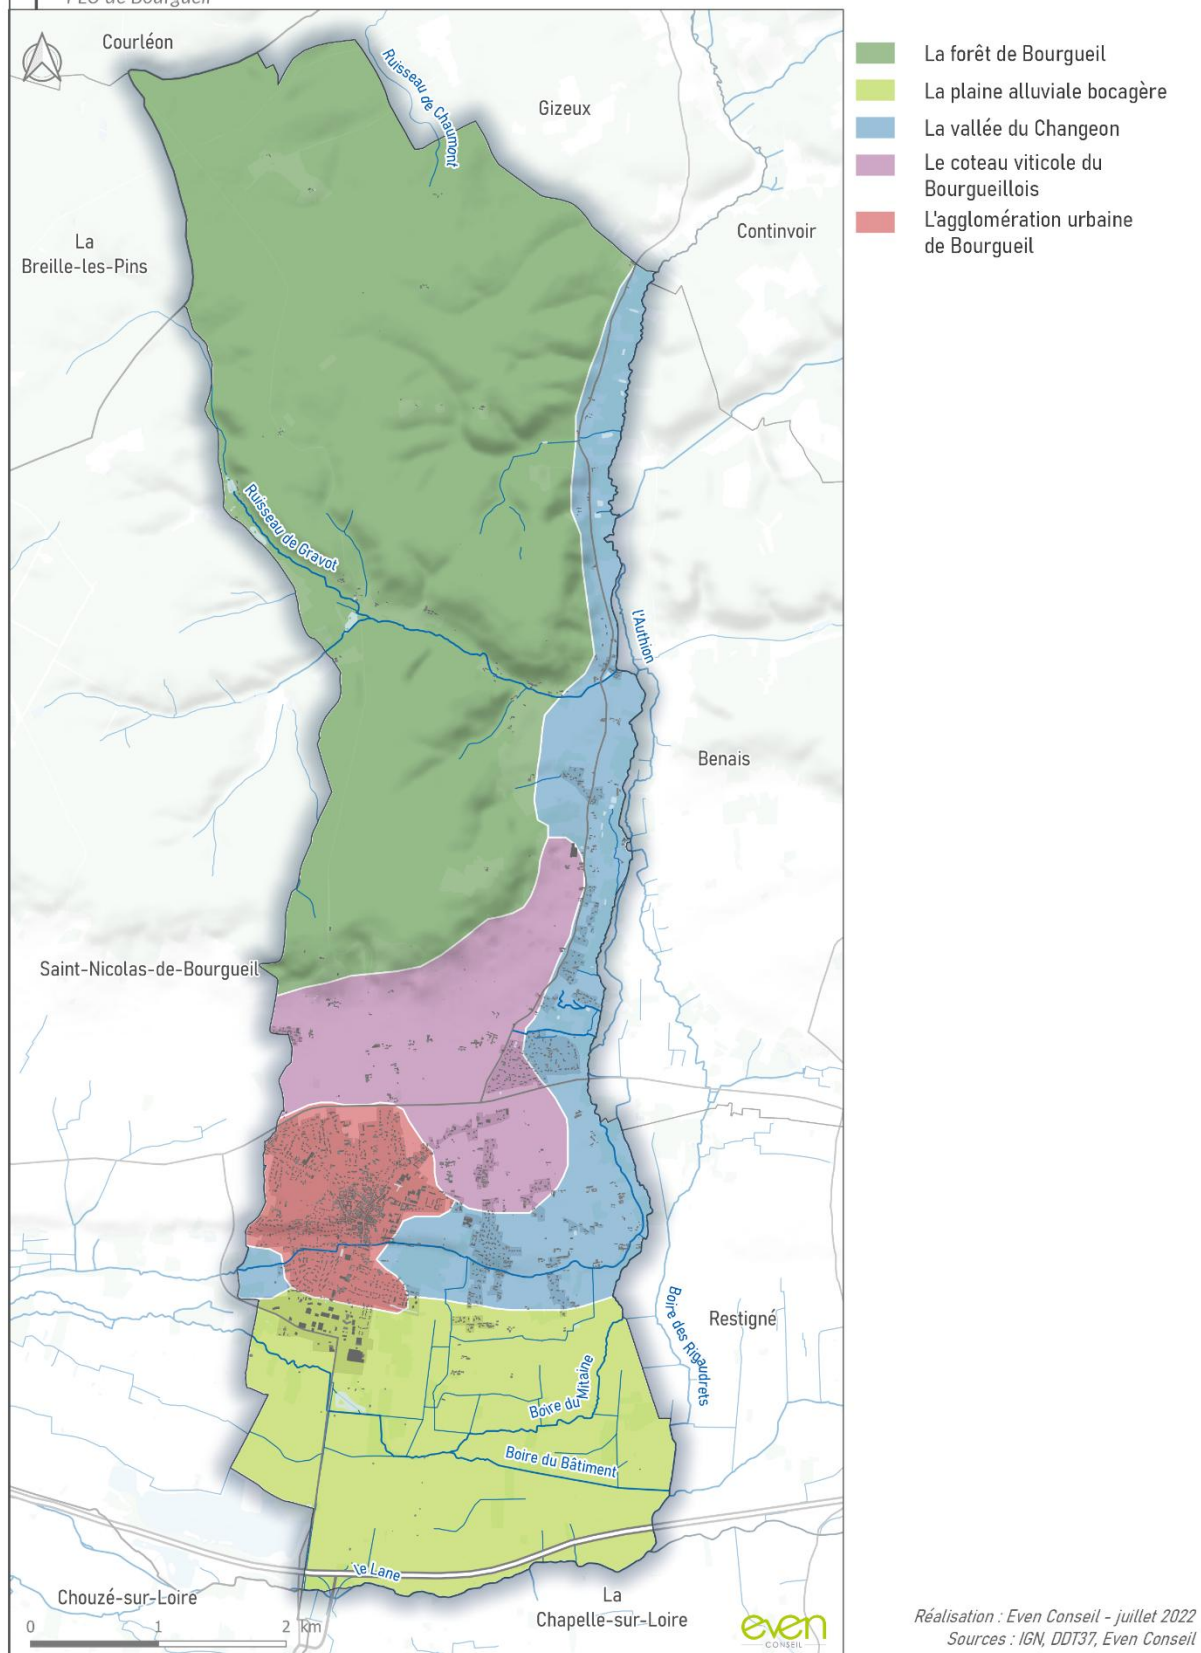 PLU de Bourgueil
Courléon
Ruisseau de Chaumont
Gizeux
La
Breille-les-Pins
Continvoir
Ruisseau de Gravot
l'Authion
Benais
Saint-Nicolas-de-Bourgueil
Boire des Rigaudrets
Restigné
Boire du Mitaine
Boire du Bâtiment
le Lane
Chouzé-sur-Loire
La
Chapelle-sur-Loire
0 1 2 km
even
CONSEIL
La forêt de Bourgueil
La plaine alluviale bocagère
La vallée du Changeon
Le coteau viticole du
Bourgueillois
L'agglomération urbaine
de Bourgueil
Réalisation : Even Conseil - juillet 2022
Sources : IGN, DDT37, Even Conseil